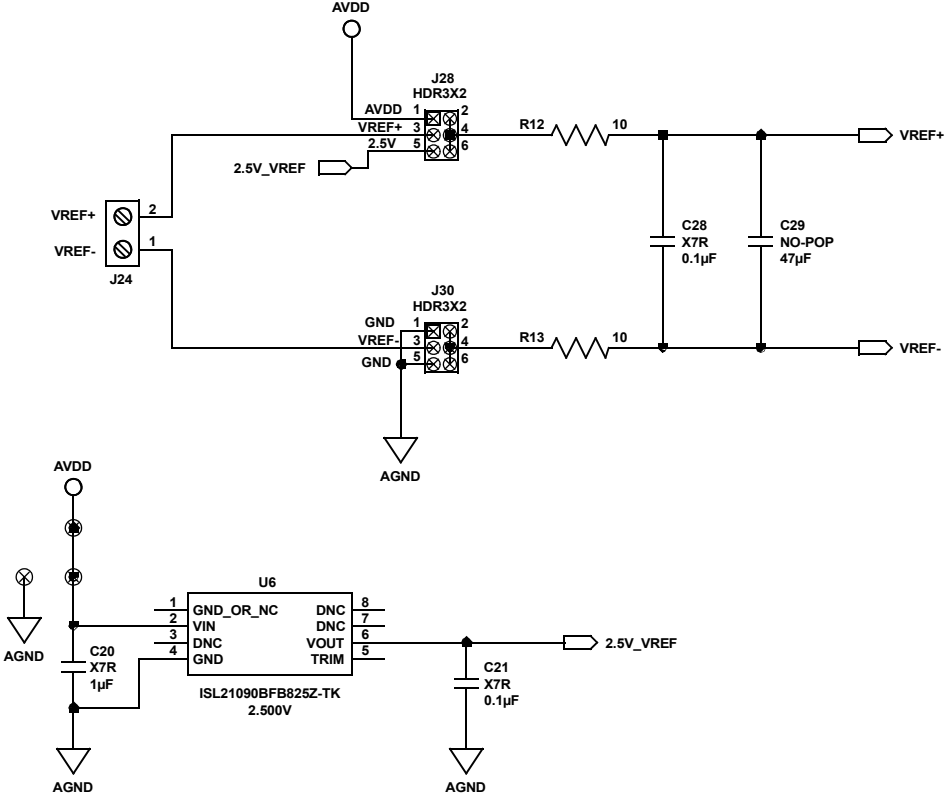 AVDD
J28
HDR3X2
AVDD 1 2
VREF+ 3 4
2.5V 5 6
2.5V_VREF
R12 10
VREF+
VREF+ 2
VREF- 1
J24
C28
X7R
0.1µF
C29
NO-POP
47µF
J30
HDR3X2
GND 1 2
VREF- 3 4
GND 5 6
R13 10
VREF-
AGND
AVDD
AGND
U6
1 GND_OR_NC DNC 8
2 VIN DNC 7
3 DNC VOUT 6
4 GND TRIM 5
ISL21090BFB825Z-TK
2.500V
2.5V_VREF
C20
X7R
1µF
C21
X7R
0.1µF
AGND
AGND